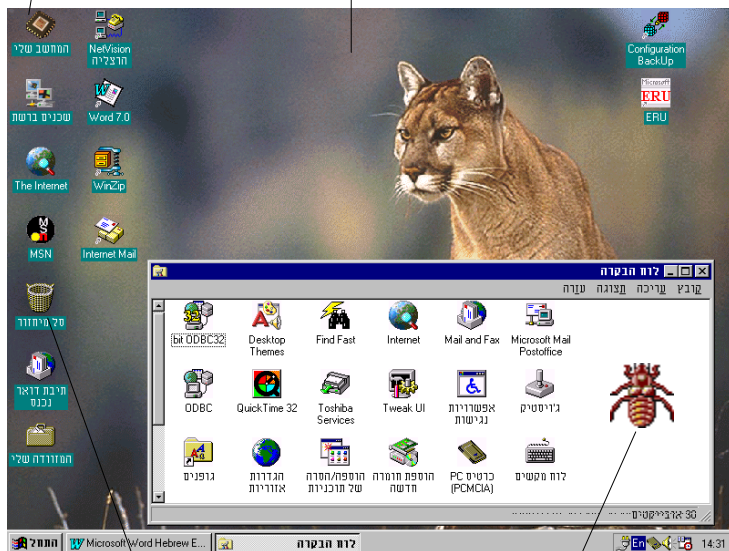 המחשב שלי
NetVision
הרצליה
שכנים ברשת
Word 7.0
The Internet
WinZip
MSN
Internet Mail
סל מיחזור
תיבת דואר
נכנס
המזוודה שלי
Configuration
BackUp
Microsoft
ERU
ERU
לוח הבקרה
קובץ עריכה תצוגה עזרה
32bit ODBC
Desktop
Themes
Find Fast
Internet
Mail and Fax
Microsoft Mail
Postoffice
ODBC
QuickTime 32
Toshiba
Services
Tweak UI
אפשרויות
נגישות
ג'ויסטיק
גופנים
הגדרות
אזוריות
הוספה/הסרה
של תוכניות
הוספת חומרה
חדשה
כרטיס PC
(PCMCIA)
לוח מקשים
30 אובייקטים
התחל
Microsoft Word Hebrew E...
לוח הבקרה
En
14:31